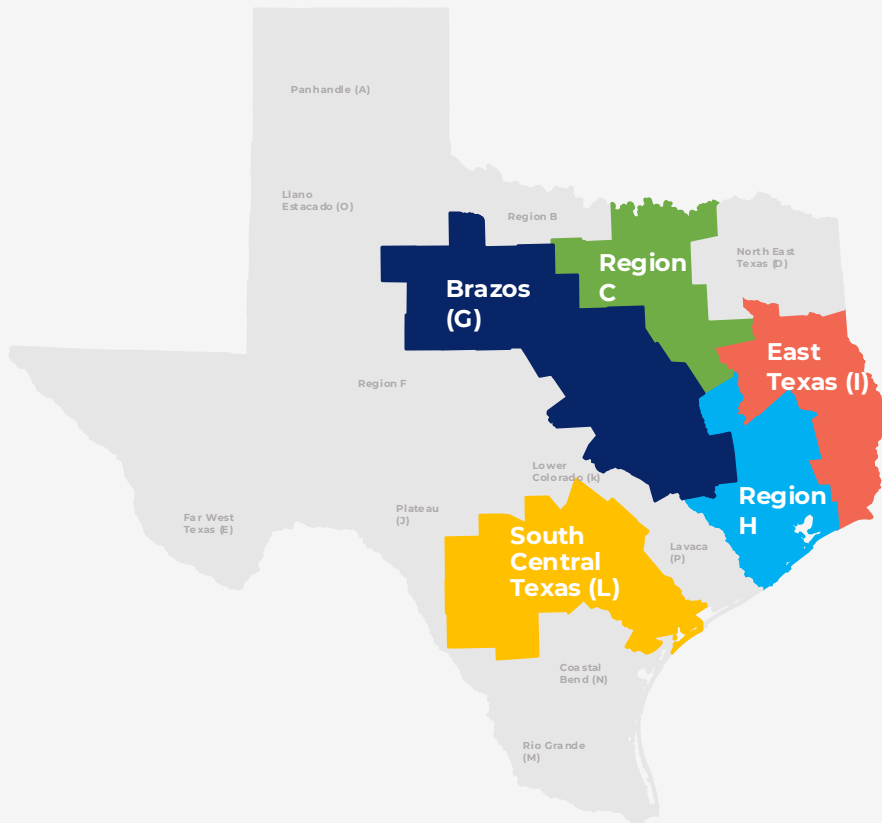 Panhandle (A)
Llano
Estacado (O)
Region B
North East
Texas (D)
Region
C
Brazos
(G)
East
Texas (I)
Region F
Lower
Colorado (k)
Plateau
(J)
Far West
Texas (E)
Region
H
South
Central
Texas (L)
Lavaca
(P)
Coastal
Bend (N)
Rio Grande
(M)